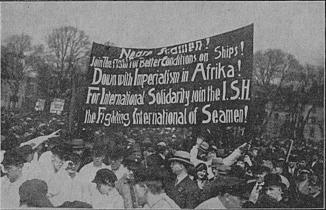 Negro Seamen!
Join the Fight For Better Conditions on Ships!
Down with Imperialism in Afrika!
For International Solidarity join the I.S.H.
the Fighting International of Seamen!